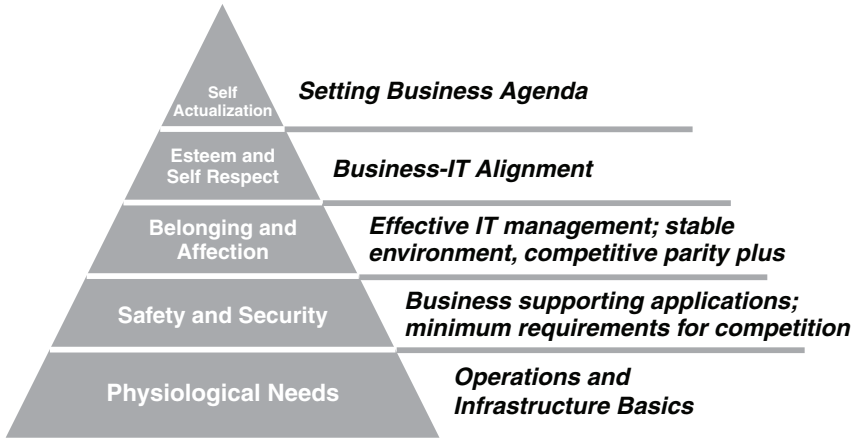 Self
Actualization
Setting Business Agenda
Esteem and
Self Respect
Business-IT Alignment
Belonging and
Affection
Effective IT management; stable
environment, competitive parity plus
Safety and Security
Business supporting applications;
minimum requirements for competition
Physiological Needs
Operations and
Infrastructure Basics